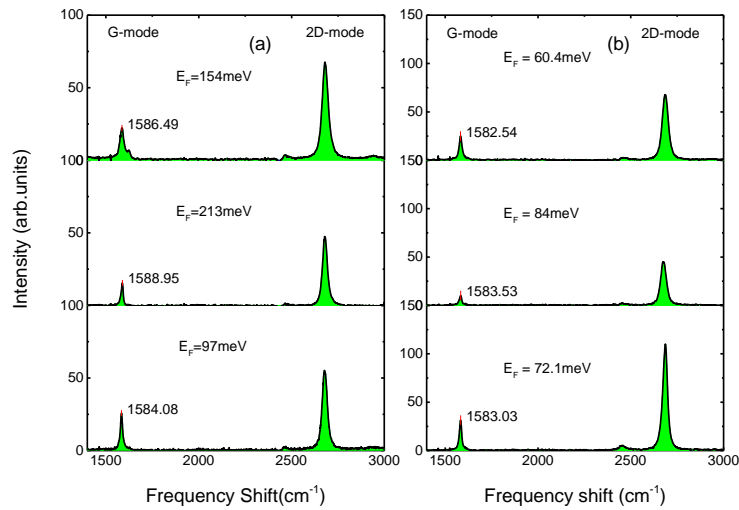 G-mode (a) 2D-mode
E_F=154meV
1586.49
E_F=213meV
1588.95
E_F=97meV
1584.08
100
50
100
50
100
50
0
1500 2000 2500 3000
Intensity (arb.units)
Frequency Shift(cm⁻¹)
G-mode (b) 2D-mode
E_F = 60.4meV
1582.54
E_F = 84meV
1583.53
E_F = 72.1meV
1583.03
150
100
50
150
100
50
150
100
50
0
1500 2000 2500 3000
Frequency shift (cm⁻¹)